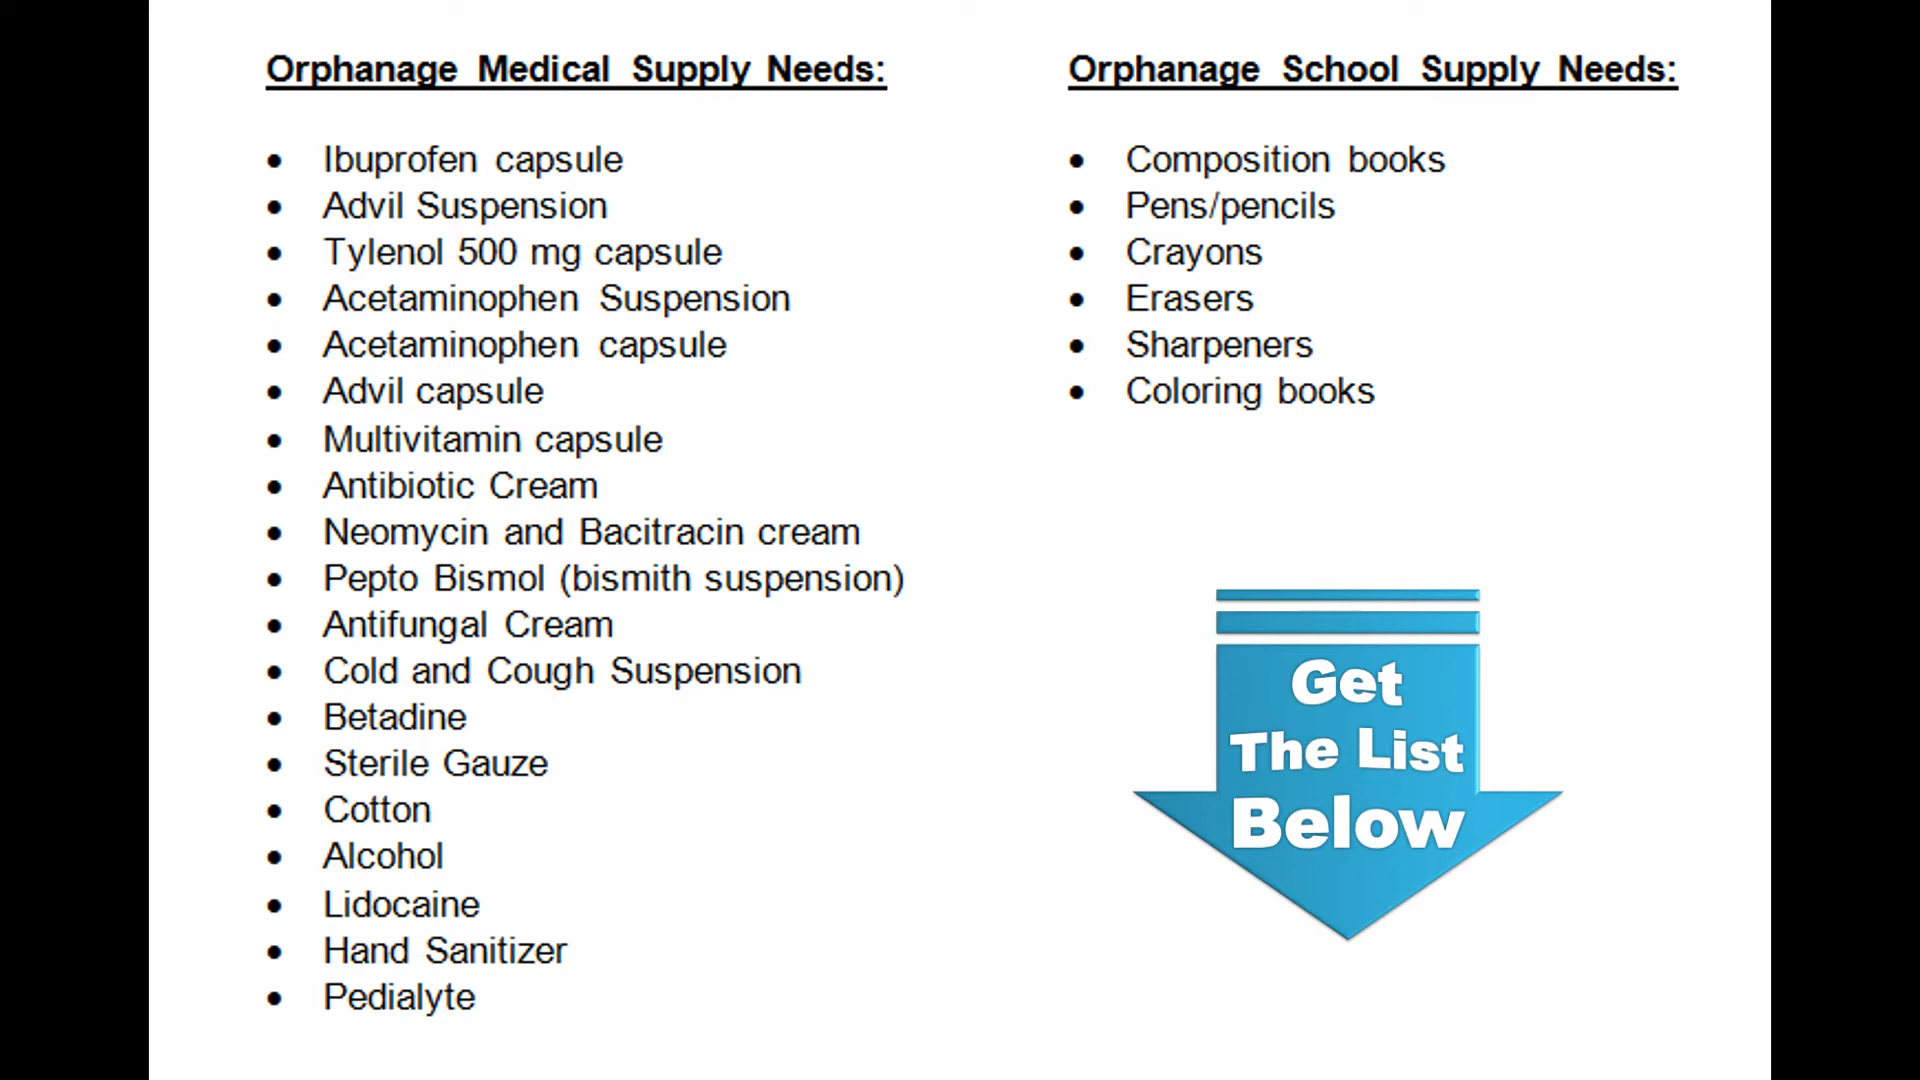 Orphanage Medical Supply Needs:
Ibuprofen capsule
Advil Suspension
Tylenol 500 mg capsule
Acetaminophen Suspension
Acetaminophen capsule
Advil capsule
Multivitamin capsule
Antibiotic Cream
Neomycin and Bacitracin cream
Pepto Bismol (bismith suspension)
Antifungal Cream
Cold and Cough Suspension
Betadine
Sterile Gauze
Cotton
Alcohol
Lidocaine
Hand Sanitizer
Pedialyte
Orphanage School Supply Needs:
Composition books
Pens/pencils
Crayons
Erasers
Sharpeners
Coloring books
Get
The List
Below